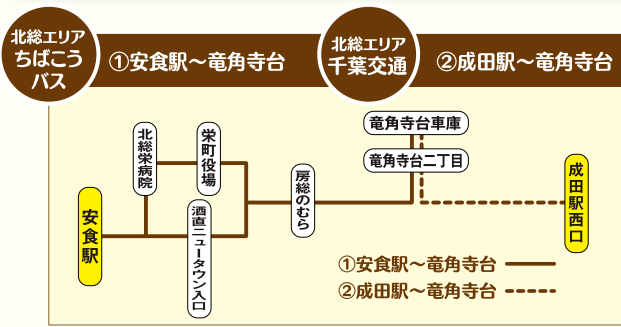 北総エリア
ちばこう
バス
①安食駅～竜角寺台
北総エリア
千葉交通
②成田駅～竜角寺台
竜角寺台車庫
竜角寺台二丁目
北総栄病院
栄町役場
房総のむら
成田駅西口
安食駅
酒直ニュータウン入口
①安食駅～竜角寺台
②成田駅～竜角寺台